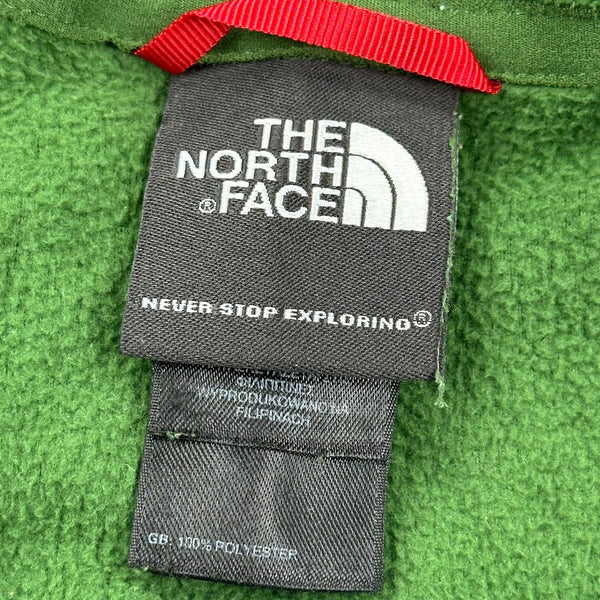 THE
NORTH
®FACE
NEVER STOP EXPLORING®
ΦΙΛΙΠΠΙΝΕΣ
WYPRODUKOWANO NA
FILIPINACH
GB: 100% POLYESTER